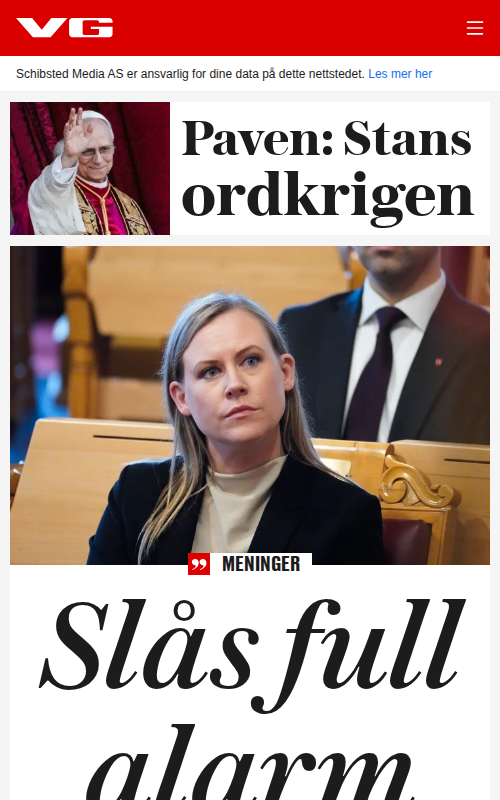 VG
Schibsted Media AS er ansvarlig for dine data på dette nettstedet. Les mer her
Paven: Stans
ordkrigen
MENINGER
Slås full
alarm